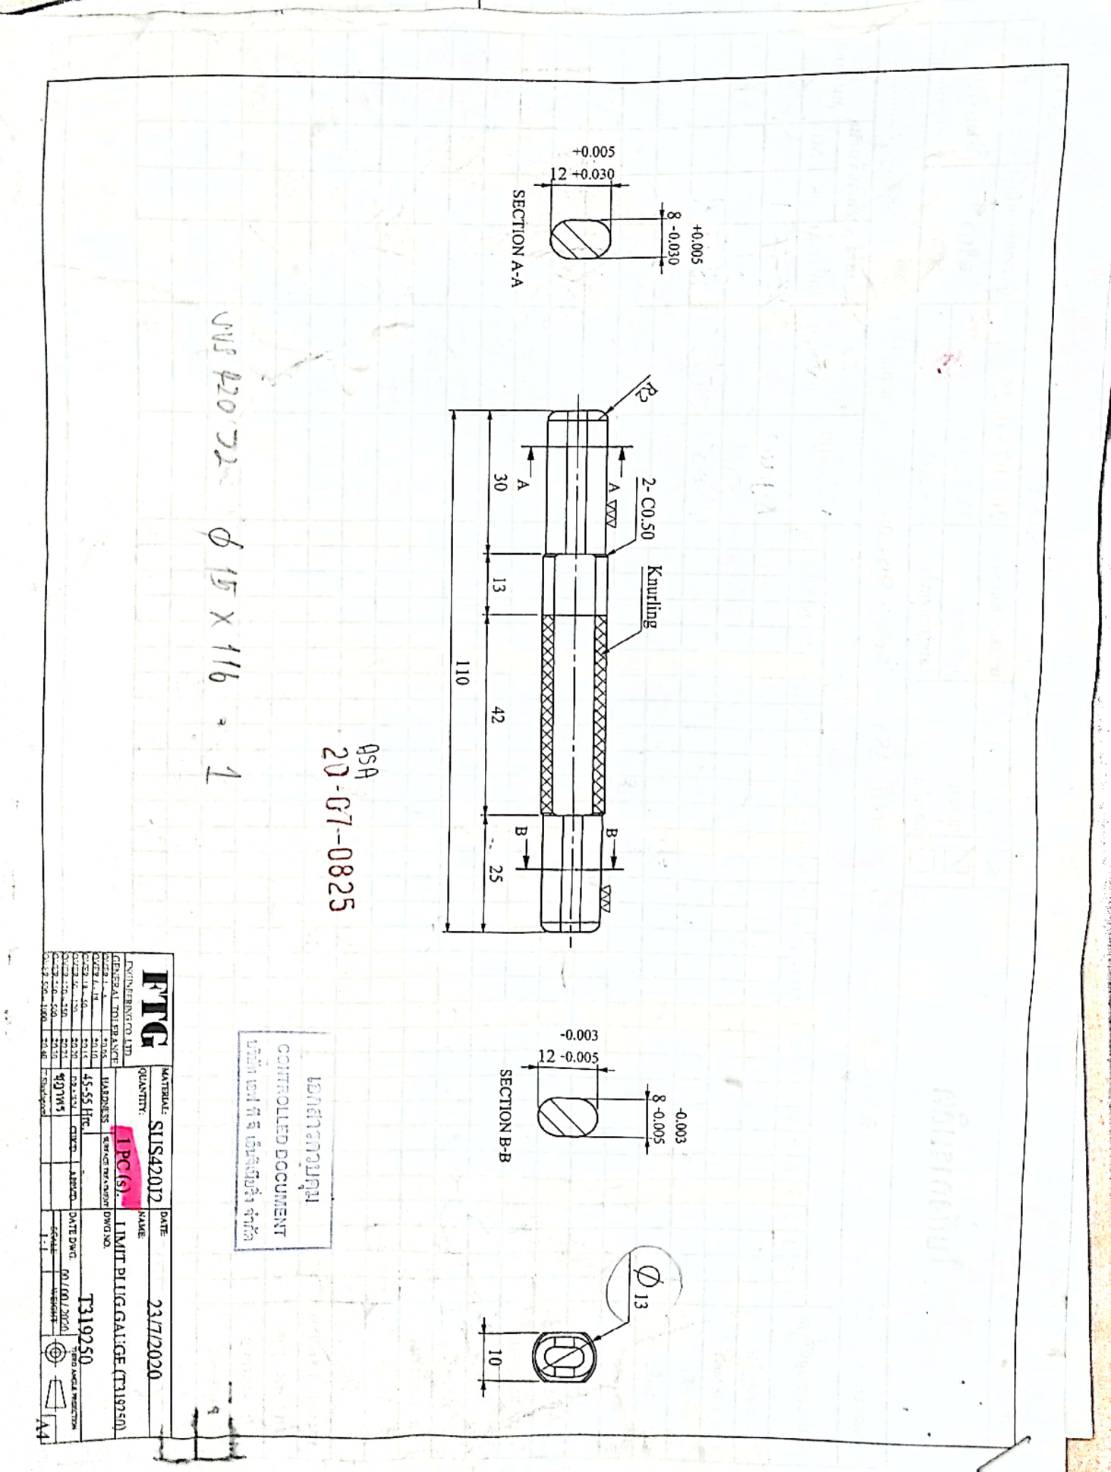 +0.005
8 -0.030
+0.005
12 +0.030
SECTION A-A
R2
2- C0.50
Knurling
A
A
B
B
30
13
42
25
110
-0.003
8 -0.005
-0.003
12 -0.005
SECTION B-B
Ø 13
10
ASA
20-07-0825
เอกสารควบคุม
CONTROLLED DOCUMENT
บริษัท เอฟ ที จี เอ็นจิเนียริ่ง จำกัด
SUS 420 J2 ϕ 15 x 116 . 1
FTG
ENGINEERING CO.,LTD.
GENERAL TOLERANCE
MATERIAL:
SUS420J2
DATE:
23/7/2020
QUANTITY:
1 PC (s).
NAME:
LIMIT PLUG GAUGE (T319250)
HARDNESS
SURFACE TREATMENT
45-55 Hrc.
-
DWG NO.
T319250
DRAWN
CHK'D
APPV'D
ชุภาพร
DATE DWG.
00/00/2020
SCALE
1:1
WEIGHT
THIRD ANGLE PROJECTION
A4